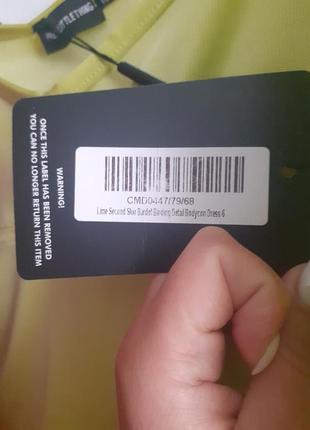 LITTLETHING
WARNING!
ONCE THIS LABEL HAS BEEN REMOVED
YOU CAN NO LONGER RETURN THIS ITEM
CMD0447/79/68
Lime Second Skin Bardot Binding Detail Bodycon Dress 6